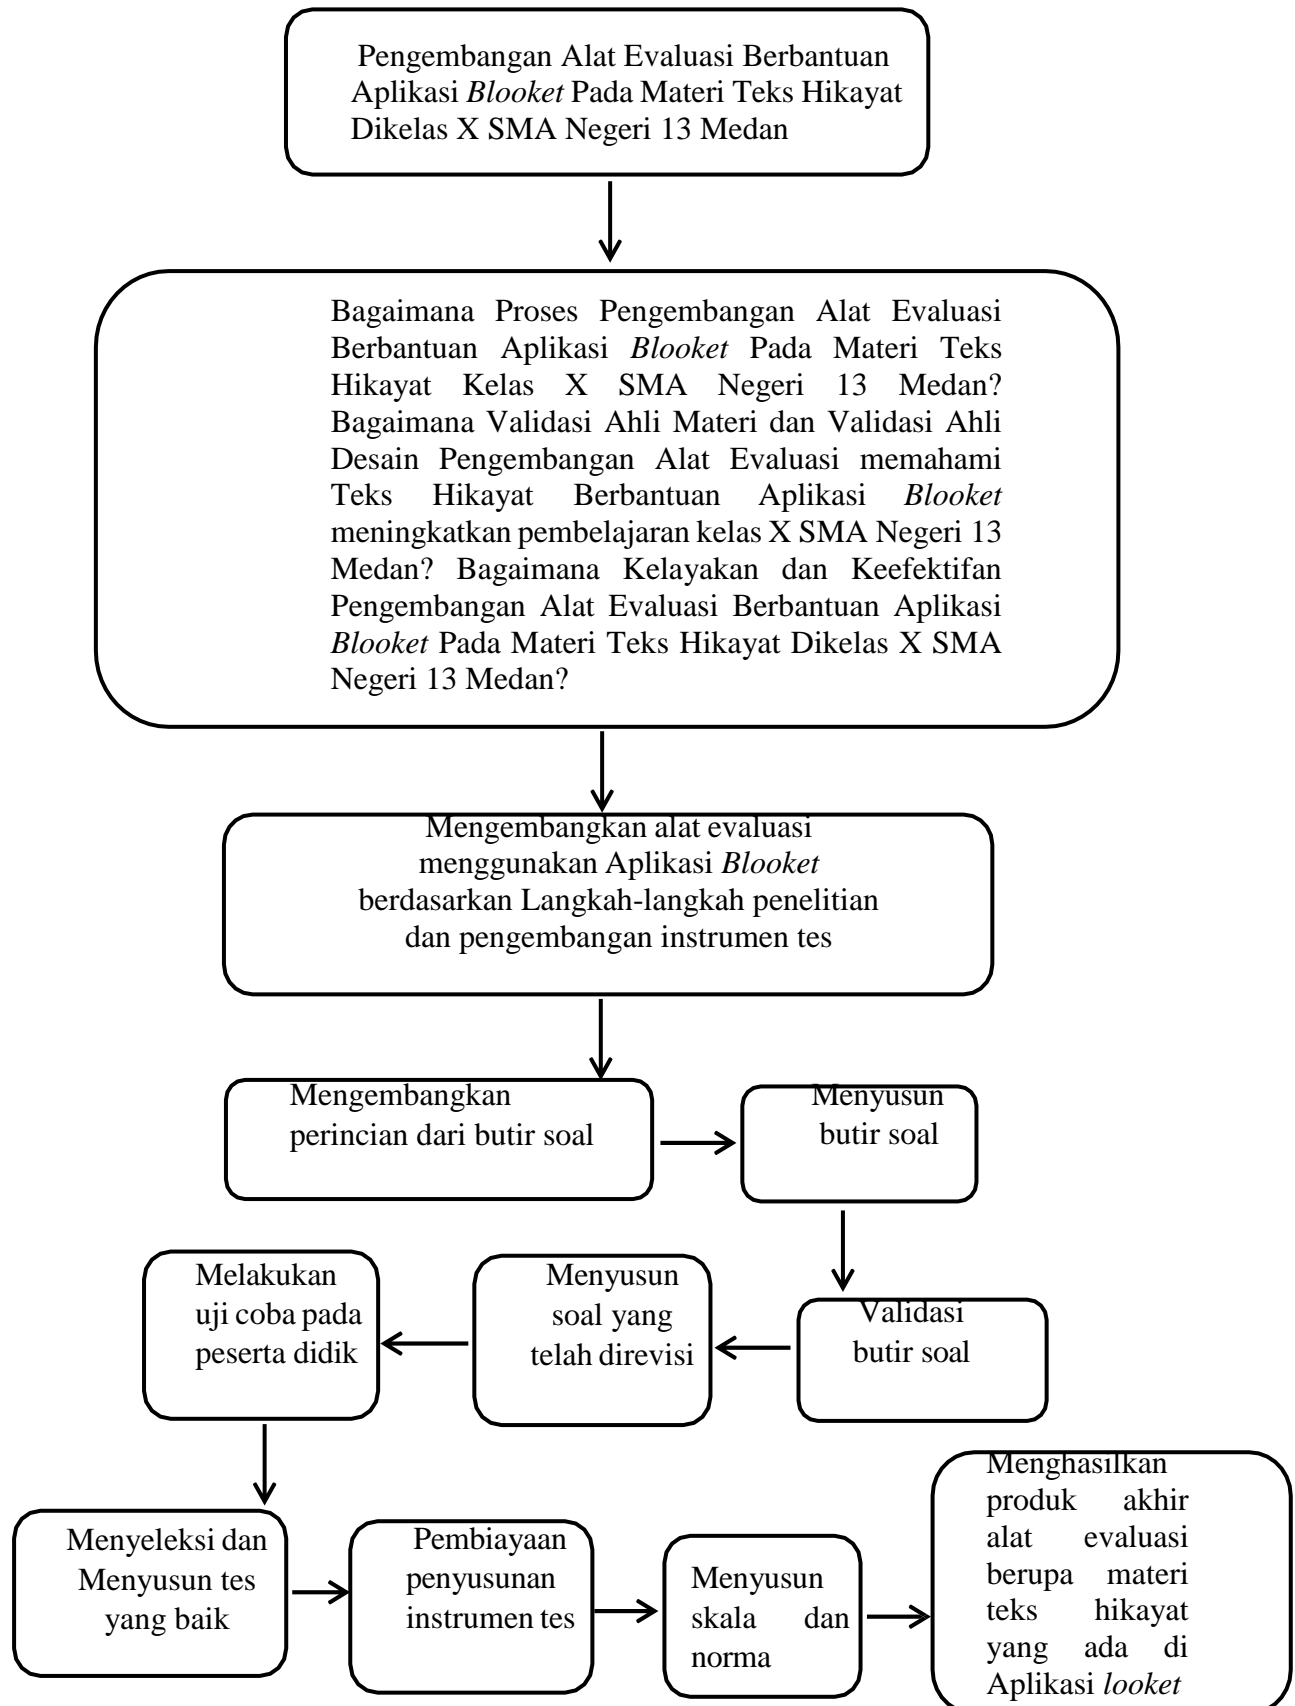 Pengembangan Alat Evaluasi Berbantuan
Aplikasi Blooket Pada Materi Teks Hikayat
Dikelas X SMA Negeri 13 Medan
Bagaimana Proses Pengembangan Alat Evaluasi
Berbantuan Aplikasi Blooket Pada Materi Teks
Hikayat Kelas X SMA Negeri 13 Medan?
Bagaimana Validasi Ahli Materi dan Validasi Ahli
Desain Pengembangan Alat Evaluasi memahami
Teks Hikayat Berbantuan Aplikasi Blooket
meningkatkan pembelajaran kelas X SMA Negeri 13
Medan? Bagaimana Kelayakan dan Keefektifan
Pengembangan Alat Evaluasi Berbantuan Aplikasi
Blooket Pada Materi Teks Hikayat Dikelas X SMA
Negeri 13 Medan?
Mengembangkan alat evaluasi
menggunakan Aplikasi Blooket
berdasarkan Langkah-langkah penelitian
dan pengembangan instrumen tes
Mengembangkan
perincian dari butir soal
Menyusun
butir soal
Validasi
butir soal
Menyusun
soal yang
telah direvisi
Melakukan
uji coba pada
peserta didik
Menyeleksi dan
Menyusun tes
yang baik
Pembiayaan
penyusunan
instrumen tes
Menyusun
skala dan
norma
Menghasilkan
produk akhir
alat evaluasi
berupa materi
teks hikayat
yang ada di
Aplikasi looket